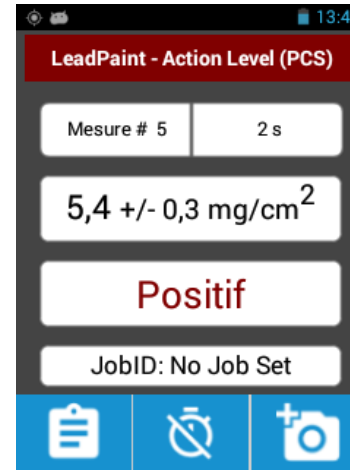 13:4
LeadPaint - Action Level (PCS)
Mesure # 5 2 s
5,4 +/- 0,3 mg/cm2
Positif
JobID: No Job Set